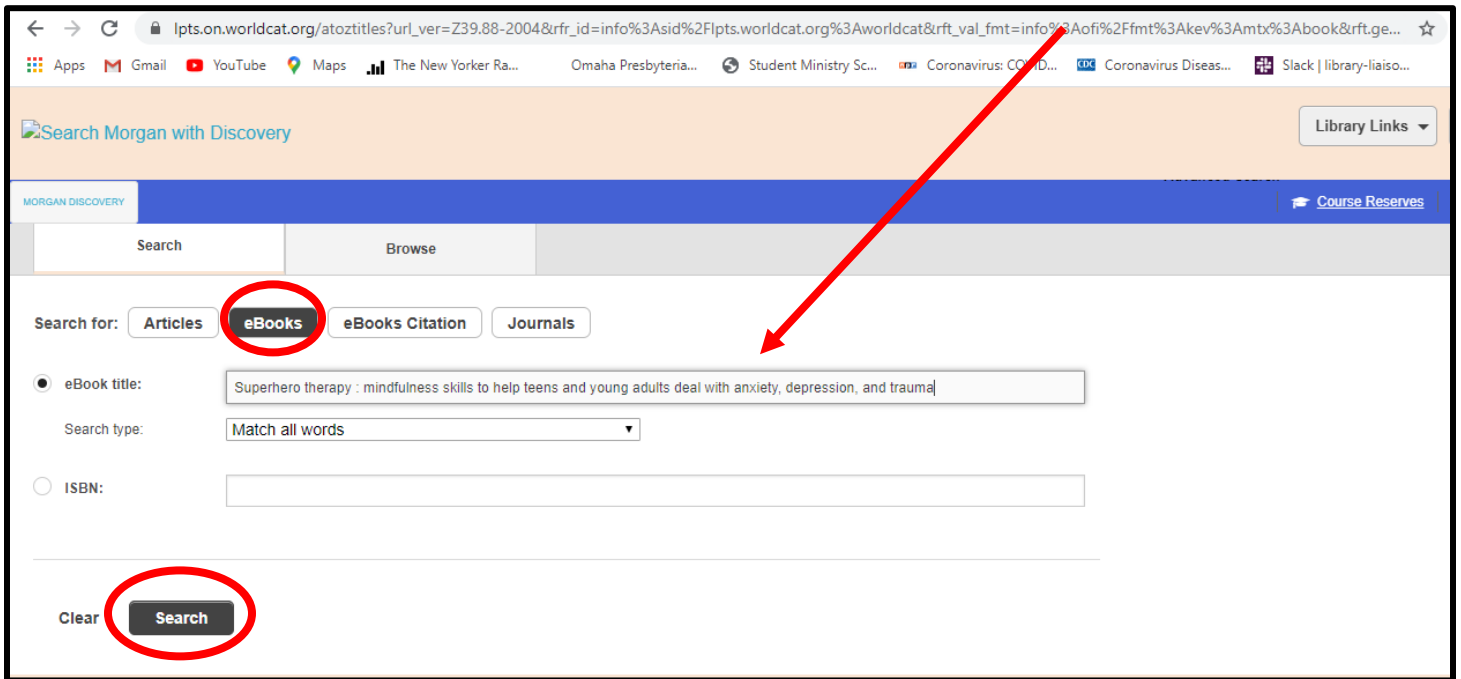 lpts.on.worldcat.org/atoztitles?url_ver=Z39.88-2004&rfr_id=info%3Asid%2Flpts.worldcat.org%3Aworldcat&rft_val_fmt=info%3Aofi%2Ffmt%3Akev%3Amtx%3Abook&rft.ge...
Apps Gmail YouTube Maps The New Yorker Ra... Omaha Presbyteria... Student Ministry Sc... Coronavirus: COVID... Coronavirus Diseas... Slack | library-liaiso...
Search Morgan with Discovery
Library Links
MORGAN DISCOVERY
Course Reserves
Search Browse
Search for: Articles eBooks eBooks Citation Journals
eBook title: Superhero therapy : mindfulness skills to help teens and young adults deal with anxiety, depression, and trauma
Search type: Match all words
ISBN:
Clear Search